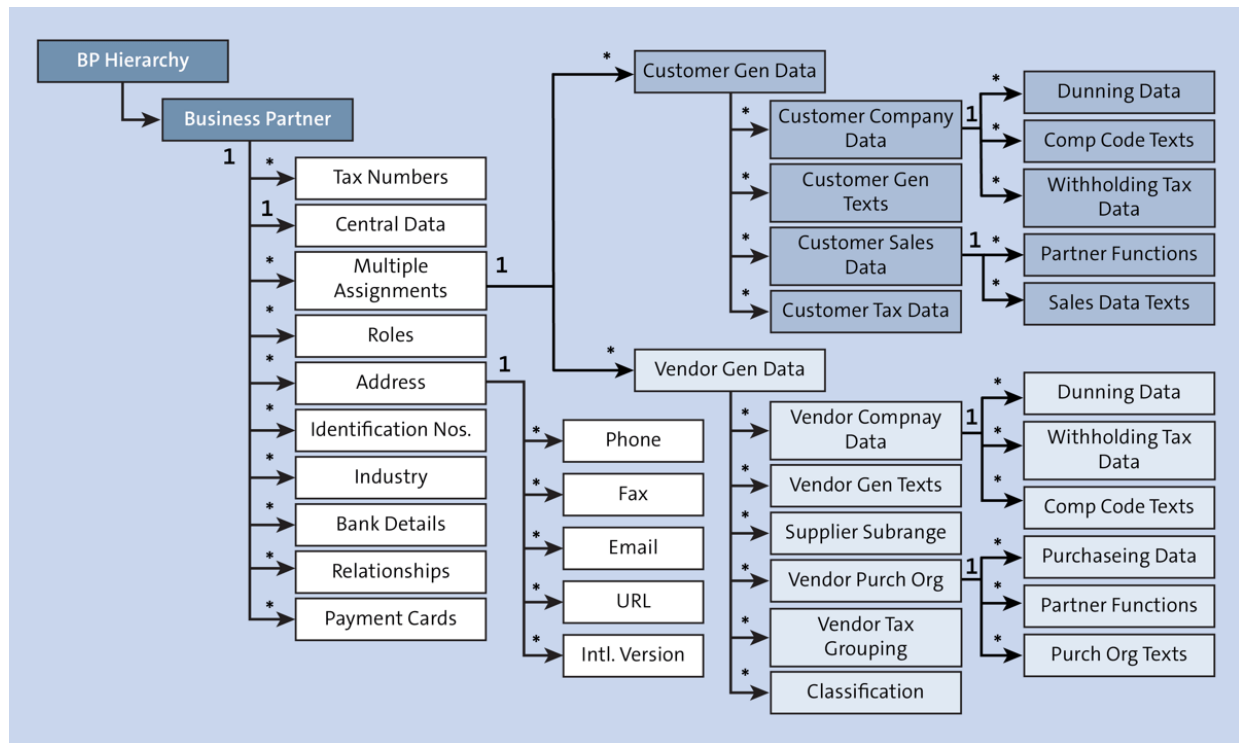 BP Hierarchy
Business Partner
1
* Tax Numbers
1 Central Data
* Multiple
Assignments
1
* Roles
* Address
1
* Identification Nos.
* Industry
* Bank Details
* Relationships
* Payment Cards
* Phone
* Fax
* Email
* URL
* Intl. Version
* Customer Gen Data
* Customer Company
Data
1
* Dunning Data
* Comp Code Texts
* Withholding Tax
Data
* Customer Gen
Texts
* Customer Sales
Data
1
* Partner Functions
* Sales Data Texts
* Customer Tax Data
* Vendor Gen Data
* Vendor Compnay
Data
1
* Dunning Data
* Withholding Tax
Data
* Comp Code Texts
* Vendor Gen Texts
* Supplier Subrange
* Vendor Purch Org
1
* Purchaseing Data
* Partner Functions
* Purch Org Texts
* Vendor Tax
Grouping
* Classification